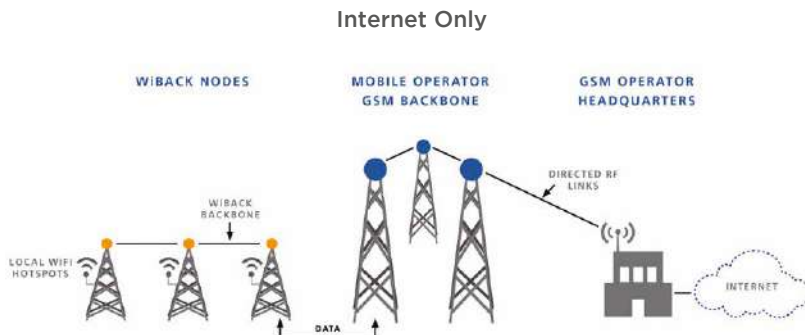 Internet Only
WiBACK NODES
MOBILE OPERATOR
GSM BACKBONE
GSM OPERATOR
HEADQUARTERS
DIRECTED RF
LINKS
WiBACK
BACKBONE
LOCAL WIFI
HOTSPOTS
INTERNET
DATA